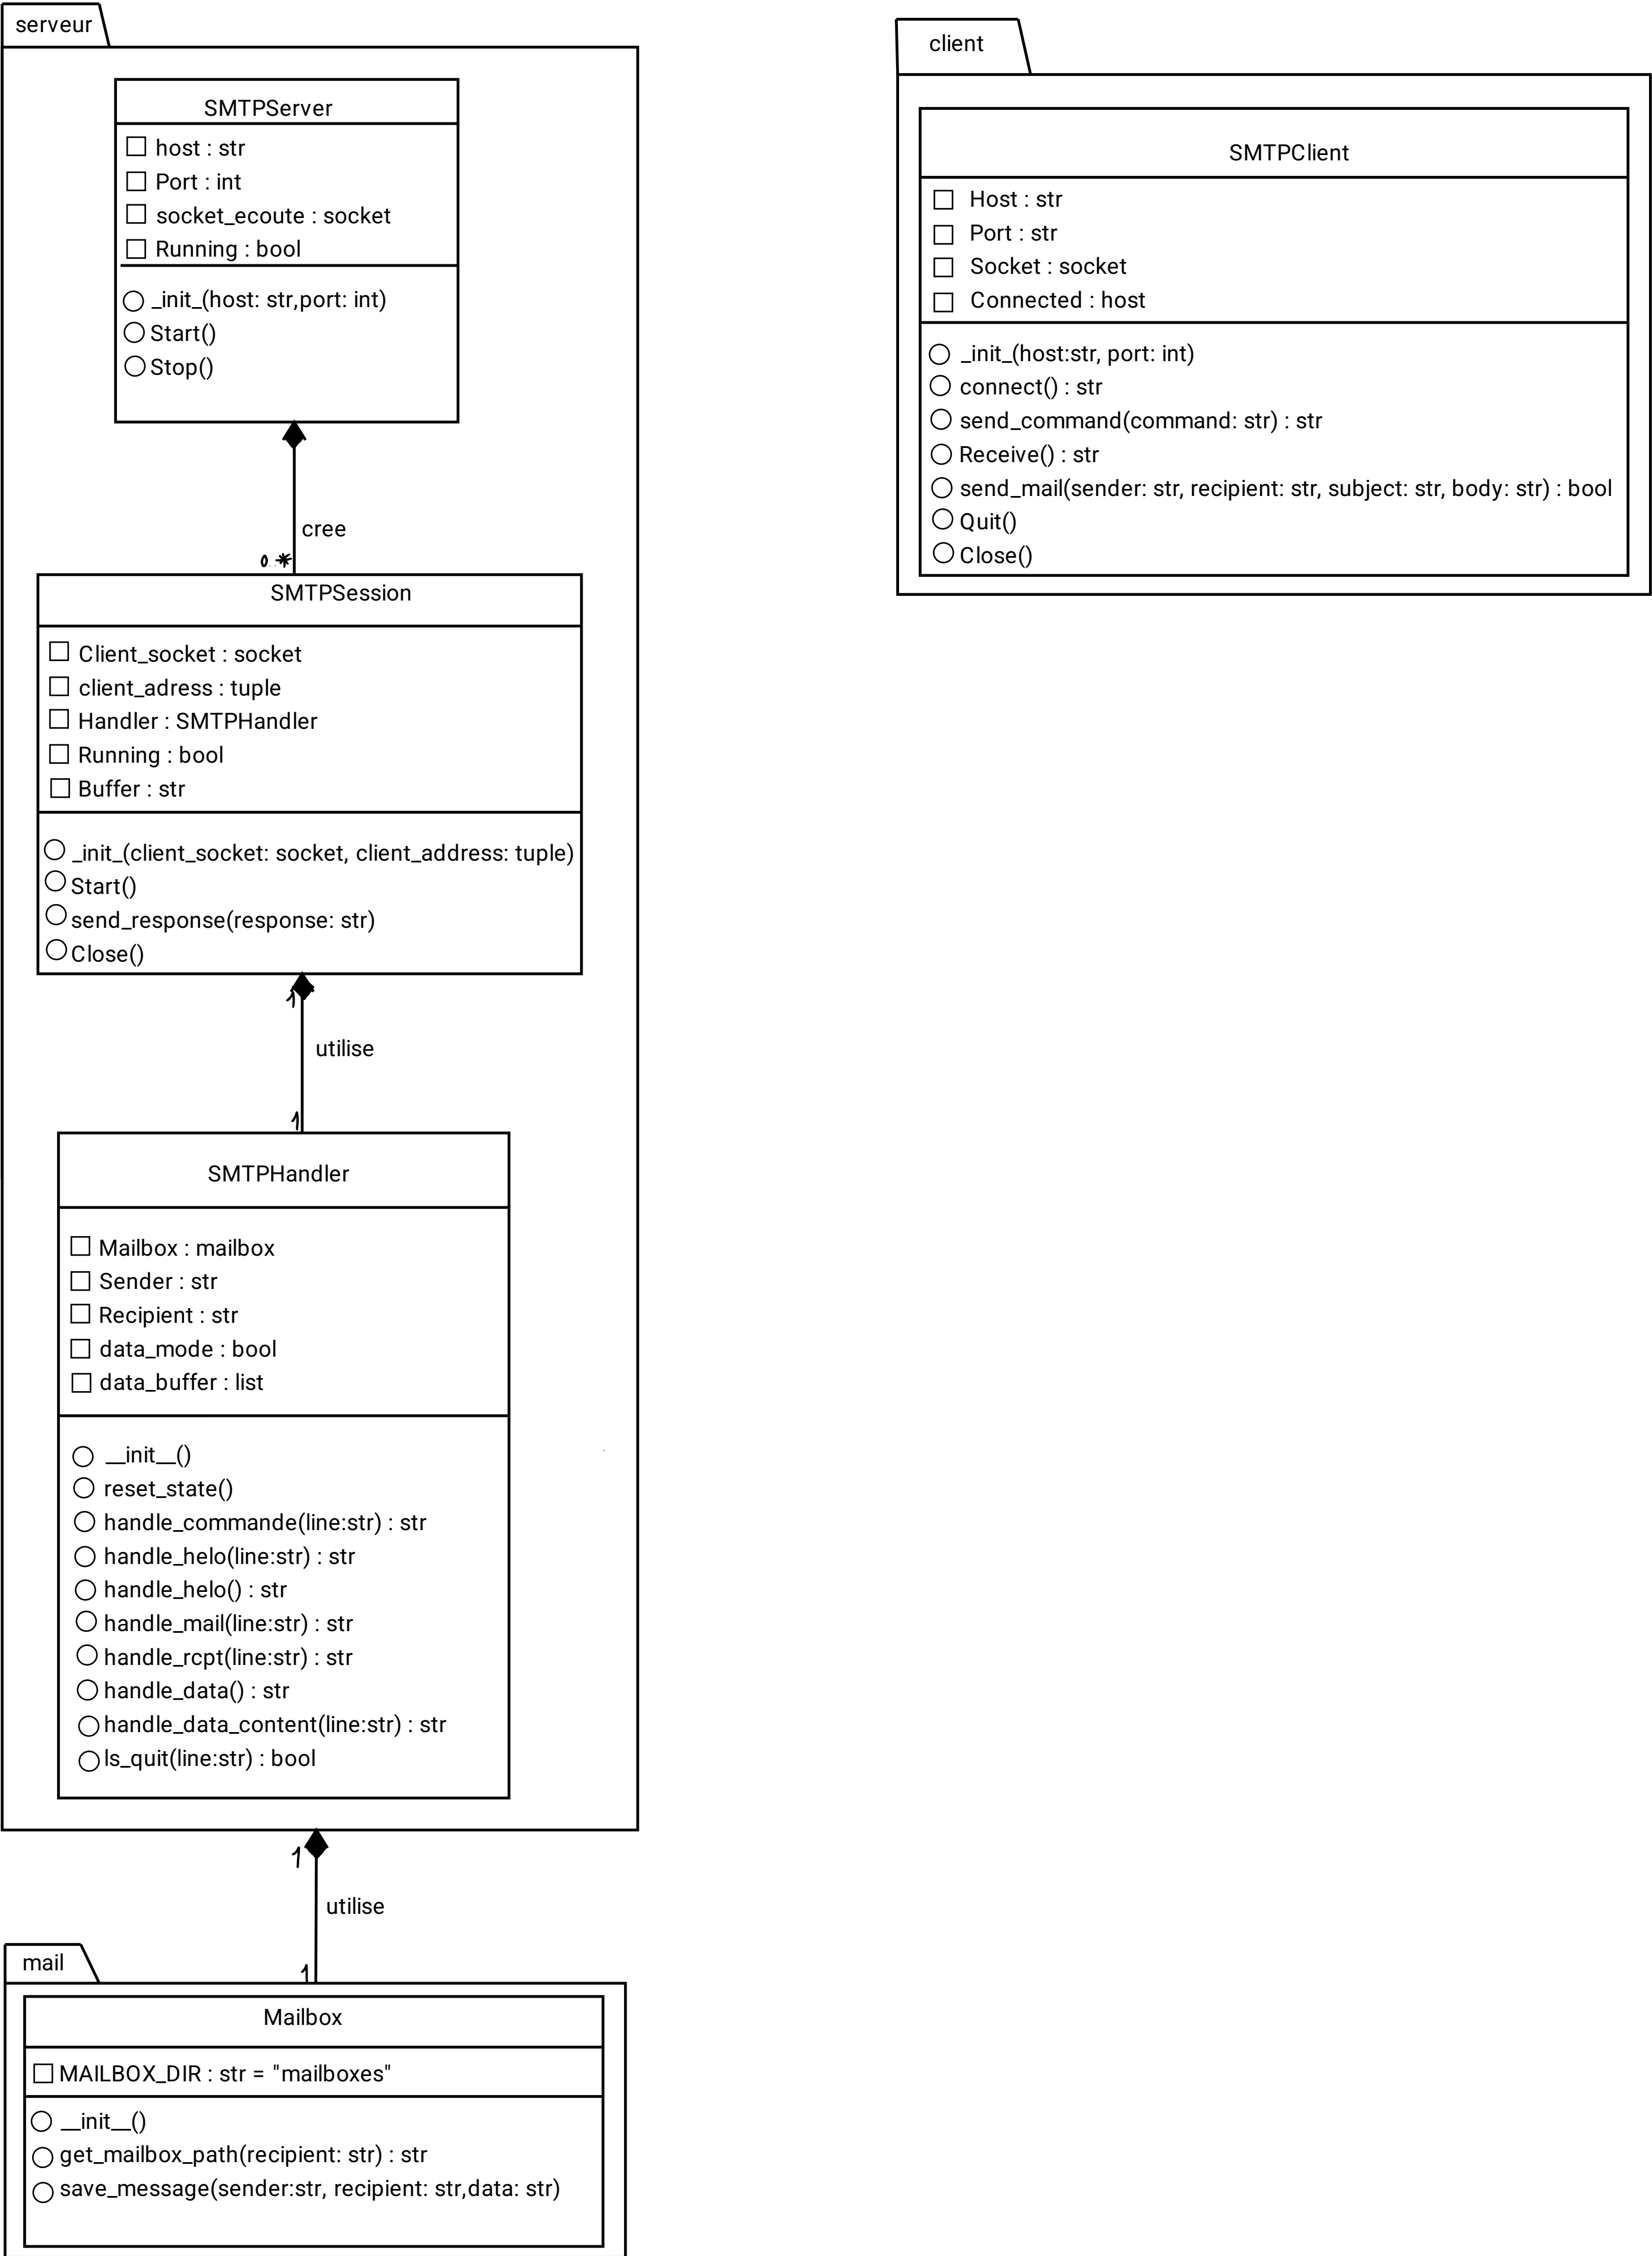 serveur
SMTPServer
host : str
Port : int
socket_ecoute : socket
Running : bool
_init_(host: str,port: int)
Start()
Stop()
cree
0..*
SMTPSession
Client_socket : socket
client_adress : tuple
Handler : SMTPHandler
Running : bool
Buffer : str
_init_(client_socket: socket, client_address: tuple)
Start()
send_response(response: str)
Close()
1
utilise
1
SMTPHandler
Mailbox : mailbox
Sender : str
Recipient : str
data_mode : bool
data_buffer : list
__init__()
reset_state()
handle_commande(line:str) : str
handle_helo(line:str) : str
handle_helo() : str
handle_mail(line:str) : str
handle_rcpt(line:str) : str
handle_data() : str
handle_data_content(line:str) : str
Is_quit(line:str) : bool
1
utilise
1
mail
Mailbox
MAILBOX_DIR : str = "mailboxes"
__init__()
get_mailbox_path(recipient: str) : str
save_message(sender:str, recipient: str,data: str)
client
SMTPClient
Host : str
Port : str
Socket : socket
Connected : host
_init_(host:str, port: int)
connect() : str
send_command(command: str) : str
Receive() : str
send_mail(sender: str, recipient: str, subject: str, body: str) : bool
Quit()
Close()